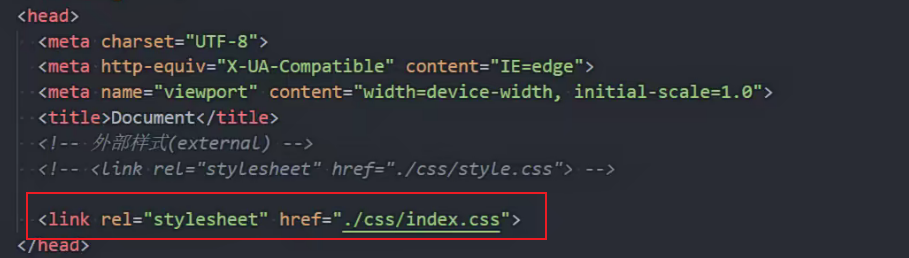 <head>
<meta charset="UTF-8">
<meta http-equiv="X-UA-Compatible" content="IE=edge">
<meta name="viewport" content="width=device-width, initial-scale=1.0">
<title>Document</title>
<!-- 外部样式(external) -->
<!-- <link rel="stylesheet" href="./css/style.css"> -->
<link rel="stylesheet" href="./css/index.css">
</head>